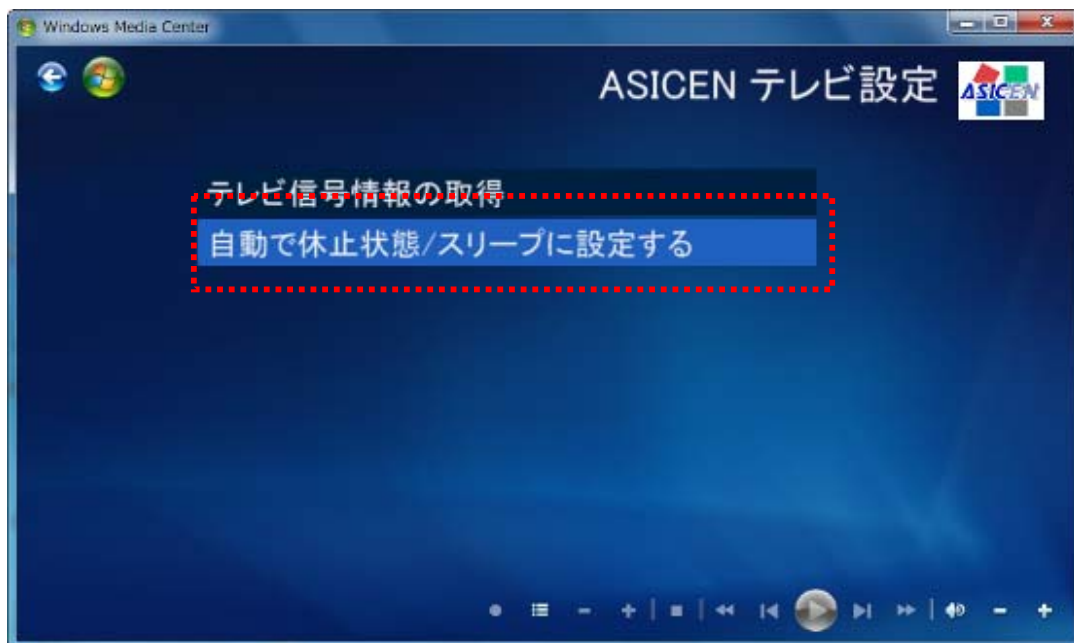 Windows Media Center
ASICEN テレビ設定
ASICEN
テレビ信号情報の取得
自動で休止状態/スリープに設定する